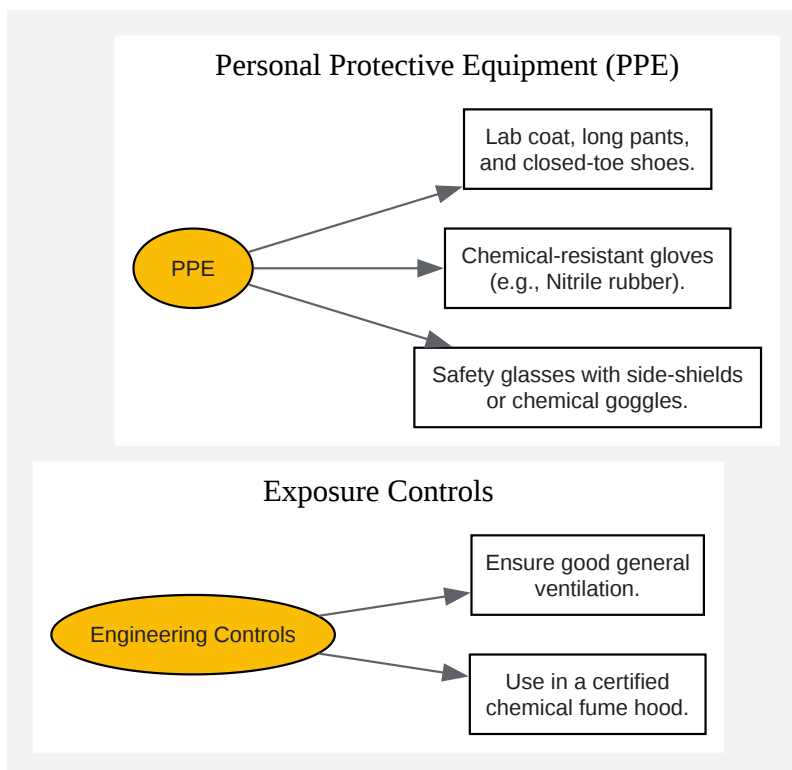 Personal Protective Equipment (PPE)
PPE
Lab coat, long pants,
and closed-toe shoes.
Chemical-resistant gloves
(e.g., Nitrile rubber).
Safety glasses with side-shields
or chemical goggles.
Exposure Controls
Engineering Controls
Ensure good general
ventilation.
Use in a certified
chemical fume hood.